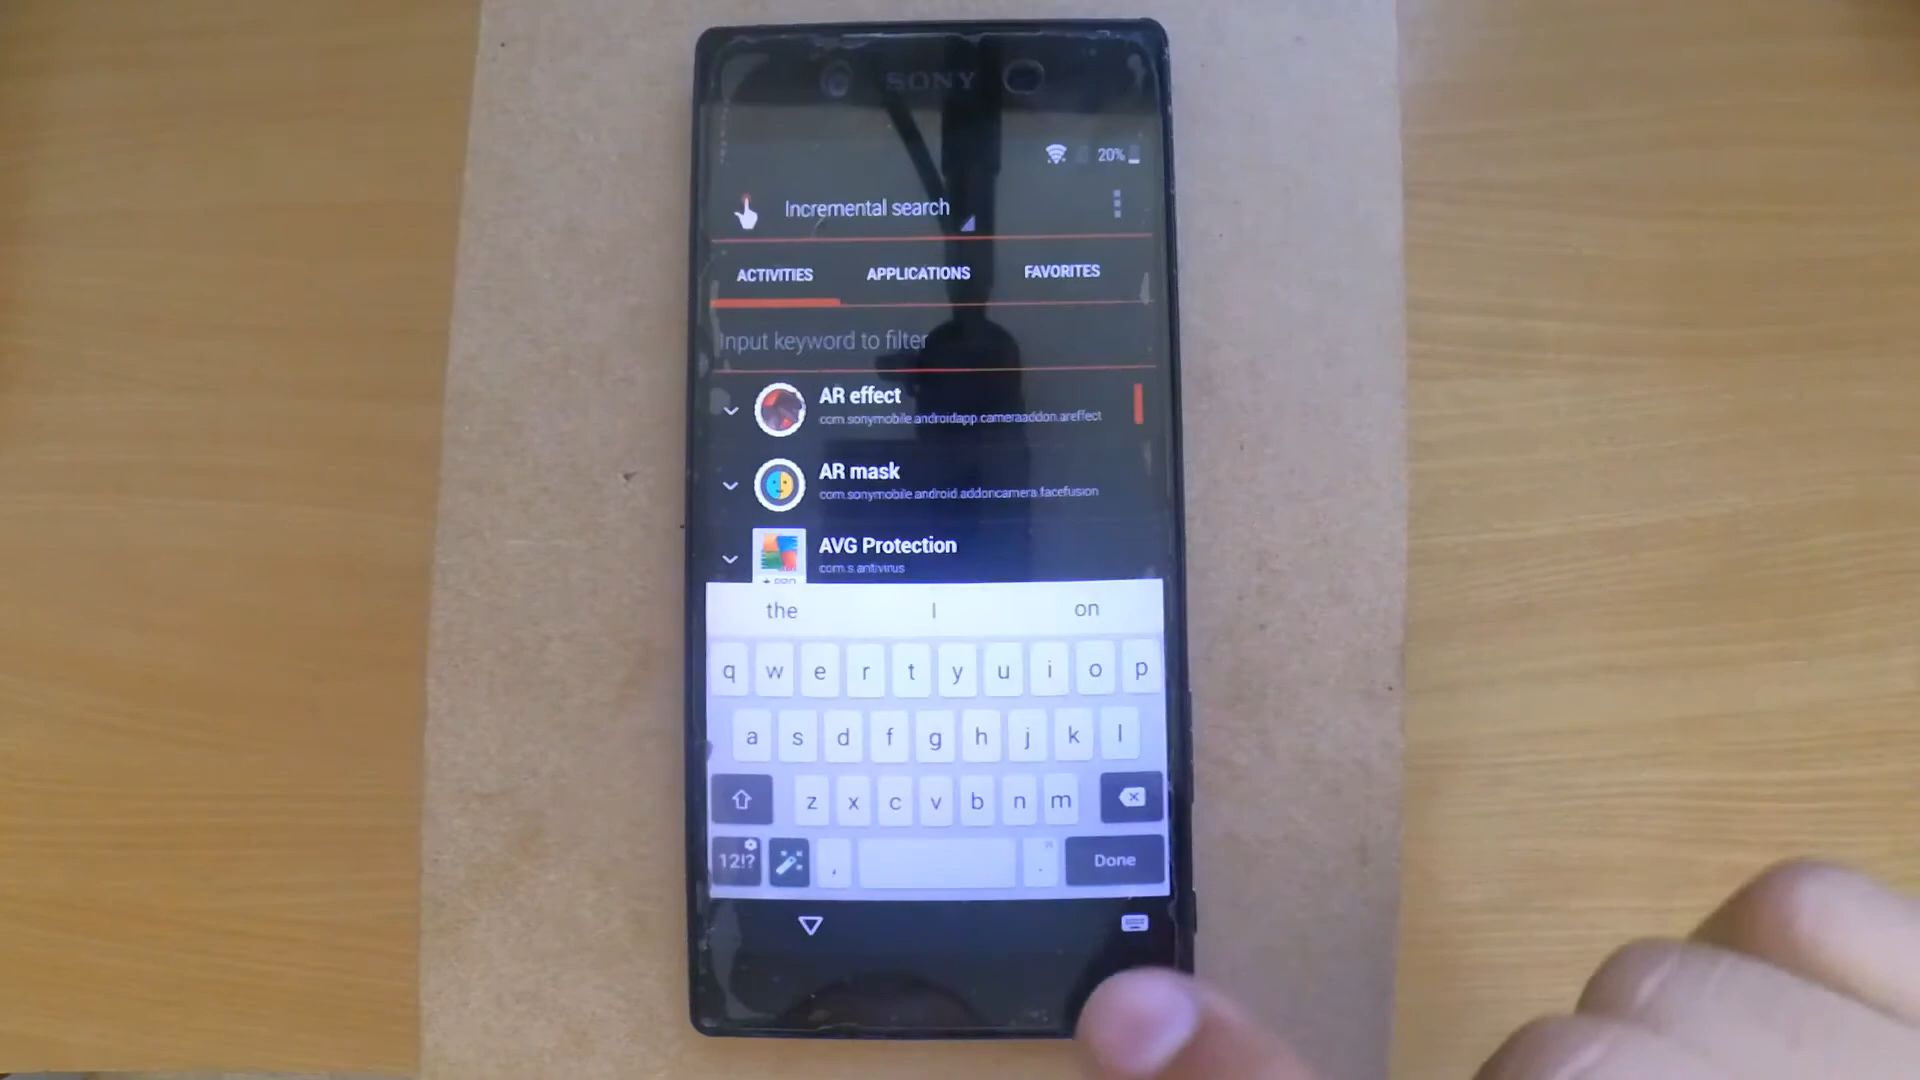 SONY
20%
Incremental search
ACTIVITIES APPLICATIONS FAVORITES
Input keyword to filter
AR effect
com.sonymobile.androidapp.cameraaddon.areffect
AR mask
com.sonymobile.android.addoncamera.facefusion
AVG Protection
com.s.antivirus
PRO
the I on
q w e r t y u i o p
a s d f g h j k l
z x c v b n m
12!? , . Done